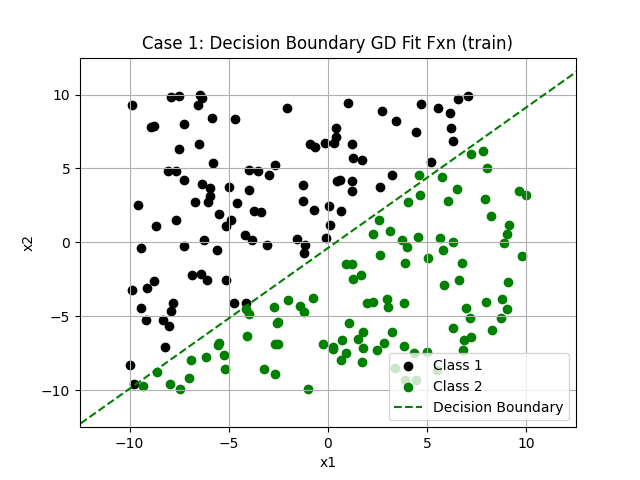 Case 1: Decision Boundary GD Fit Fxn (train)
10
5
0
−5
−10
x2
−10
−5
0
5
10
x1
Class 1
Class 2
Decision Boundary